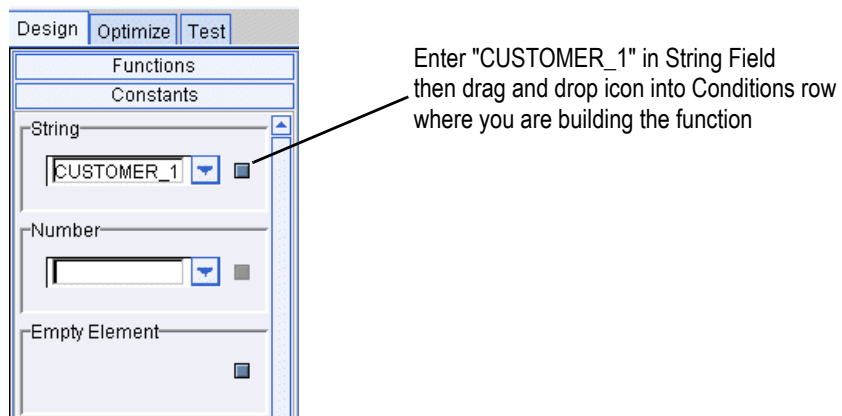 Design Optimize Test
Functions
Constants
String
CUSTOMER_1
Number
Empty Element
Enter "CUSTOMER_1" in String Field
then drag and drop icon into Conditions row
where you are building the function